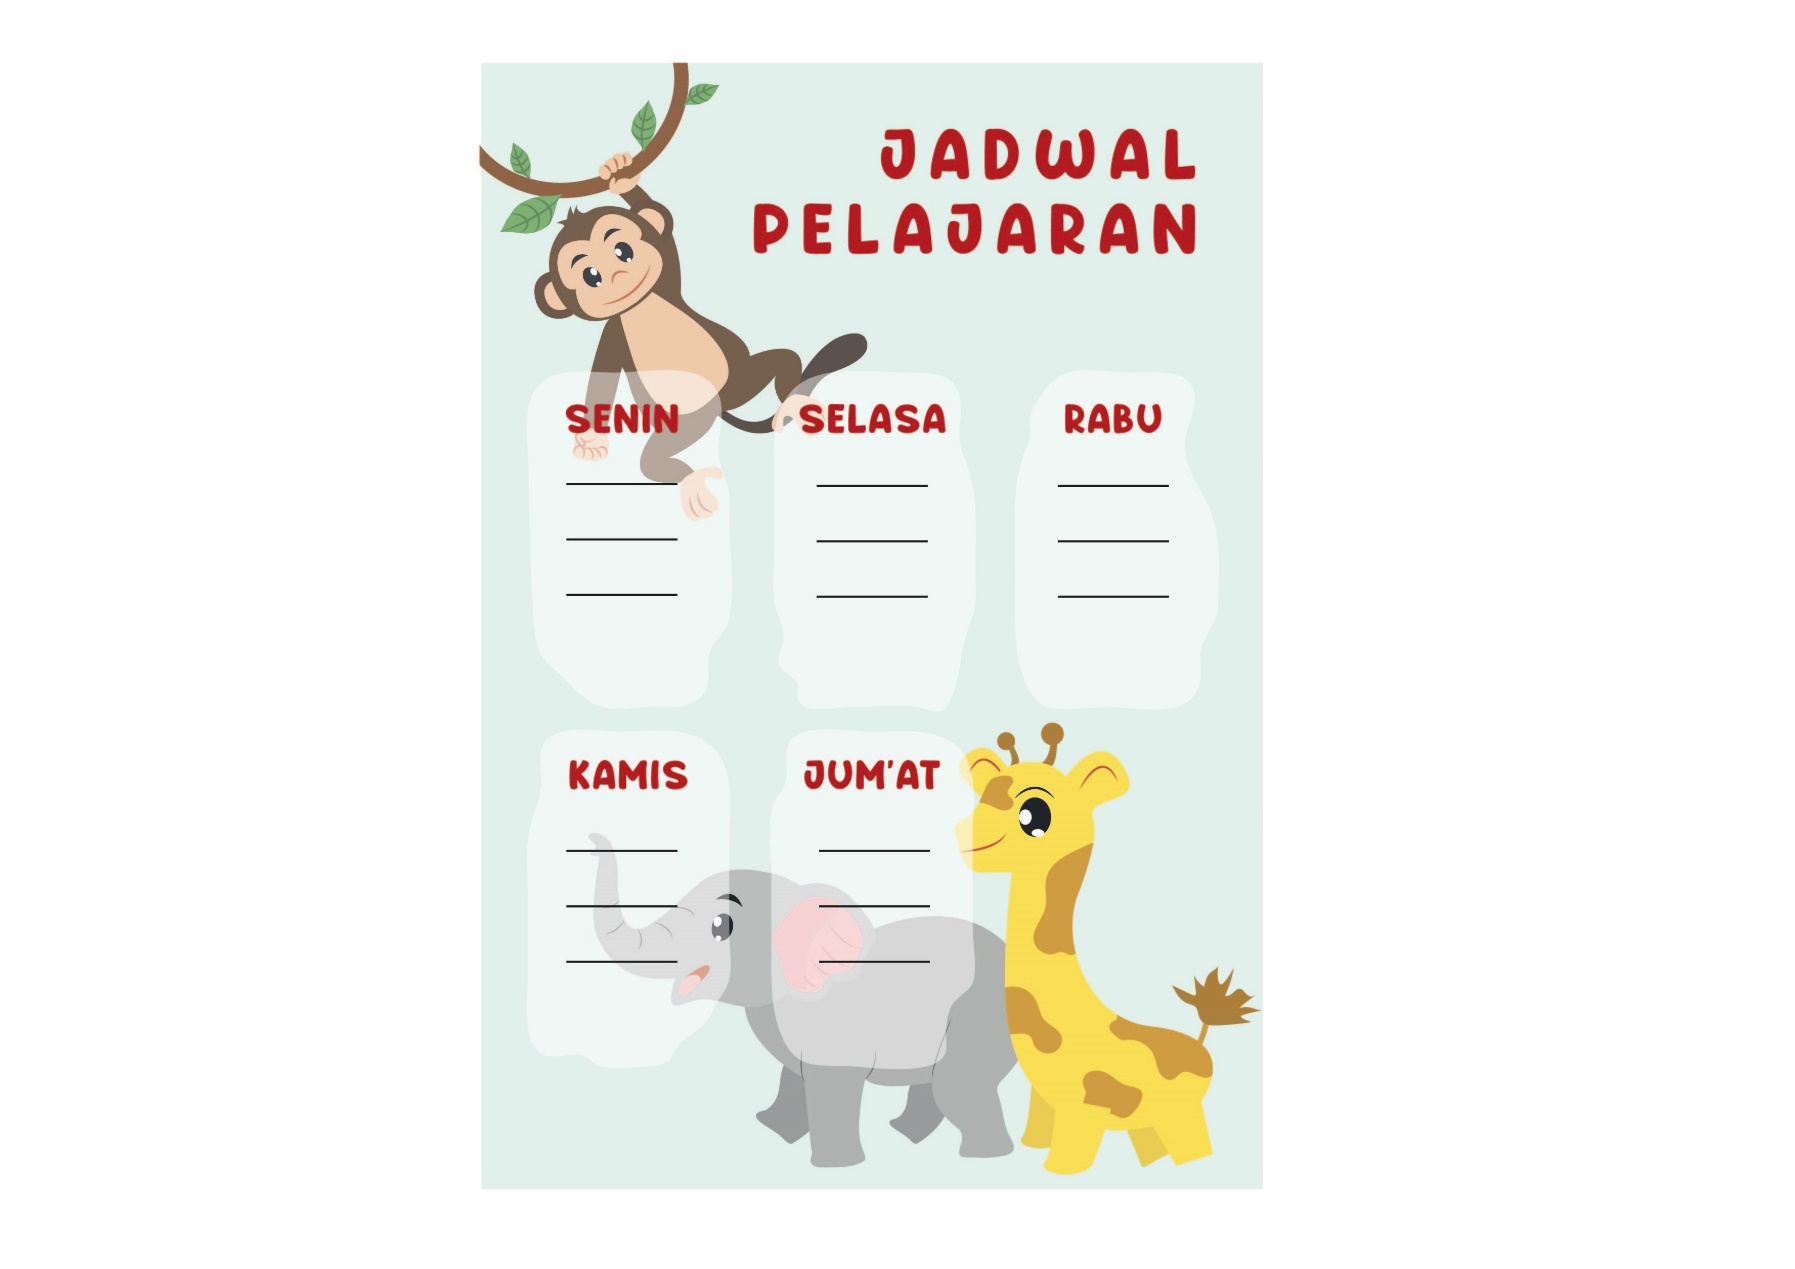 JADWAL
PELAJARAN
SENIN
SELASA
RABU
KAMIS
JUM'AT